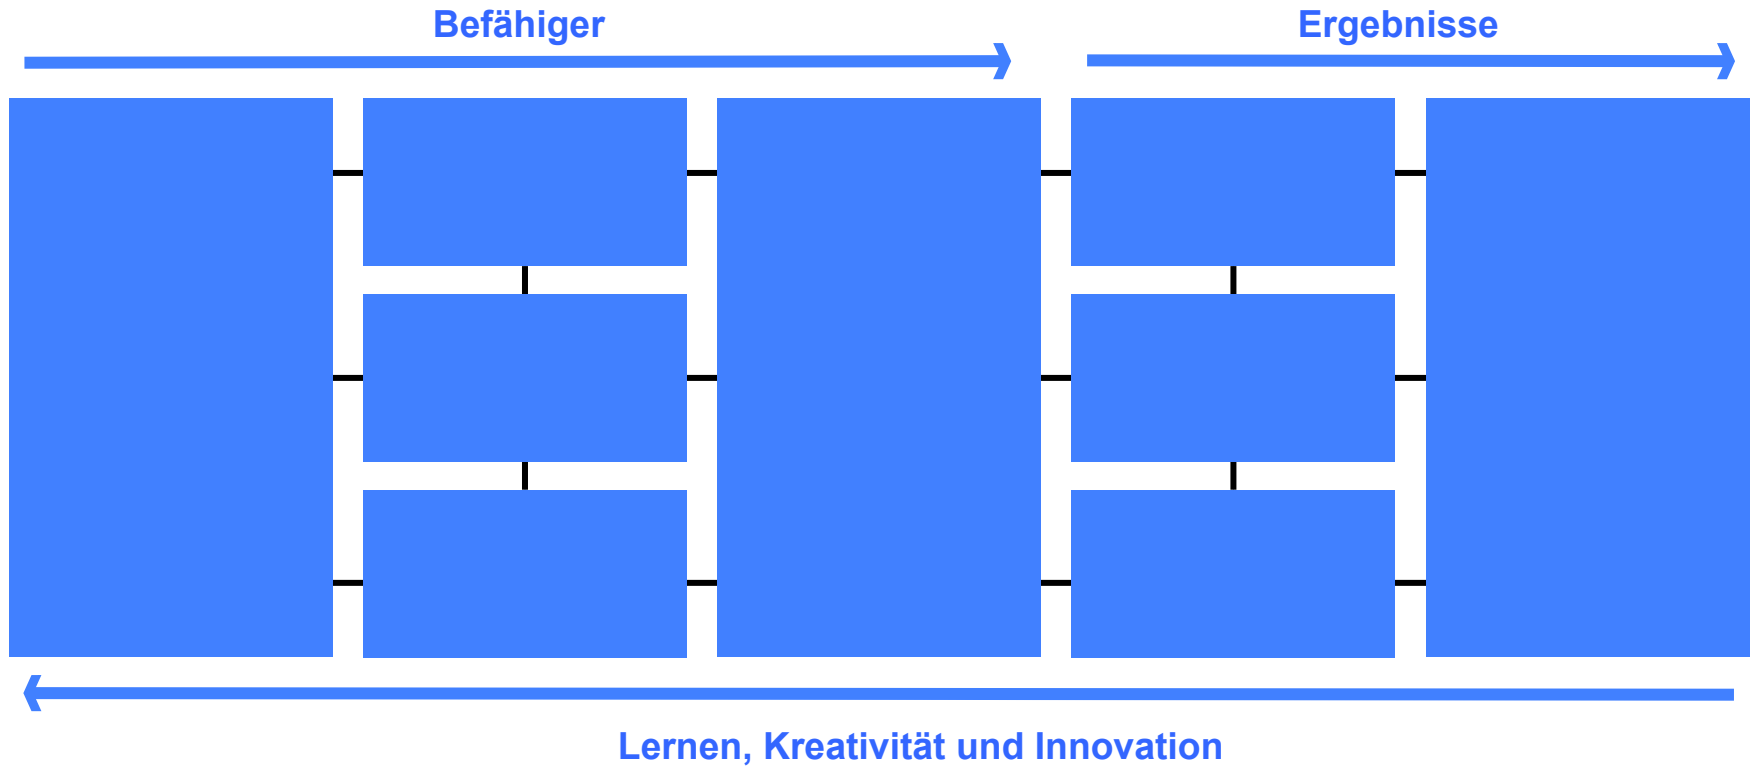 Befähiger
Ergebnisse
Lernen, Kreativität und Innovation